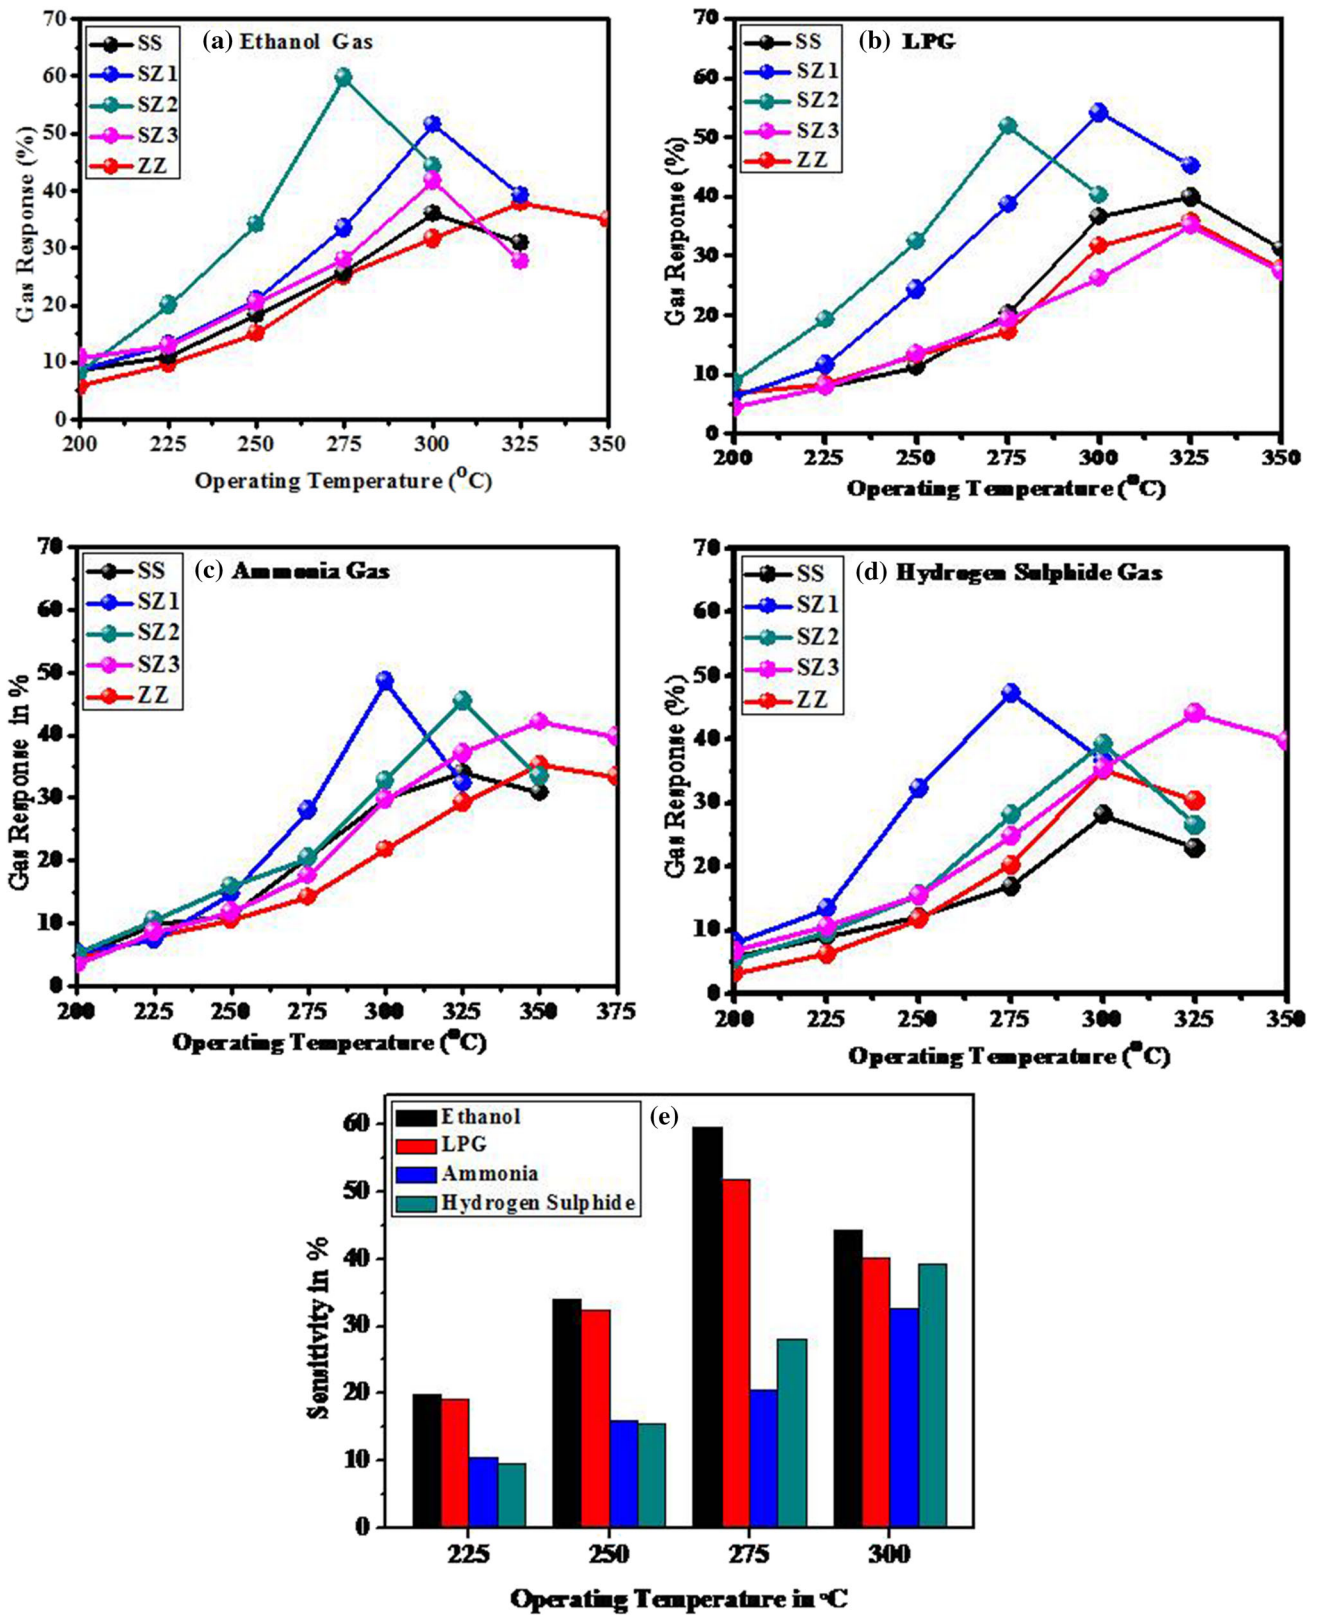 (a) Ethanol Gas
SS
SZ1
SZ2
SZ3
ZZ
70
60
50
40
30
20
10
0
Gas Response (%)
200 225 250 275 300 325 350
Operating Temperature (°C)
(b) LPG
SS
SZ1
SZ2
SZ3
ZZ
70
60
50
40
30
20
10
0
Gas Response (%)
200 225 250 275 300 325 350
Operating Temperature (°C)
(c) Ammonia Gas
SS
SZ1
SZ2
SZ3
ZZ
70
60
50
40
30
20
10
0
Gas Response in %
200 225 250 275 300 325 350 375
Operating Temperature (°C)
(d) Hydrogen Sulphide Gas
SS
SZ1
SZ2
SZ3
ZZ
70
60
50
40
30
20
10
0
Gas Response (%)
200 225 250 275 300 325 350
Operating Temperature (°C)
(e)
Ethanol
LPG
Ammonia
Hydrogen Sulphide
60
50
40
30
20
10
0
Sensitivity in %
225 250 275 300
Operating Temperature in °C